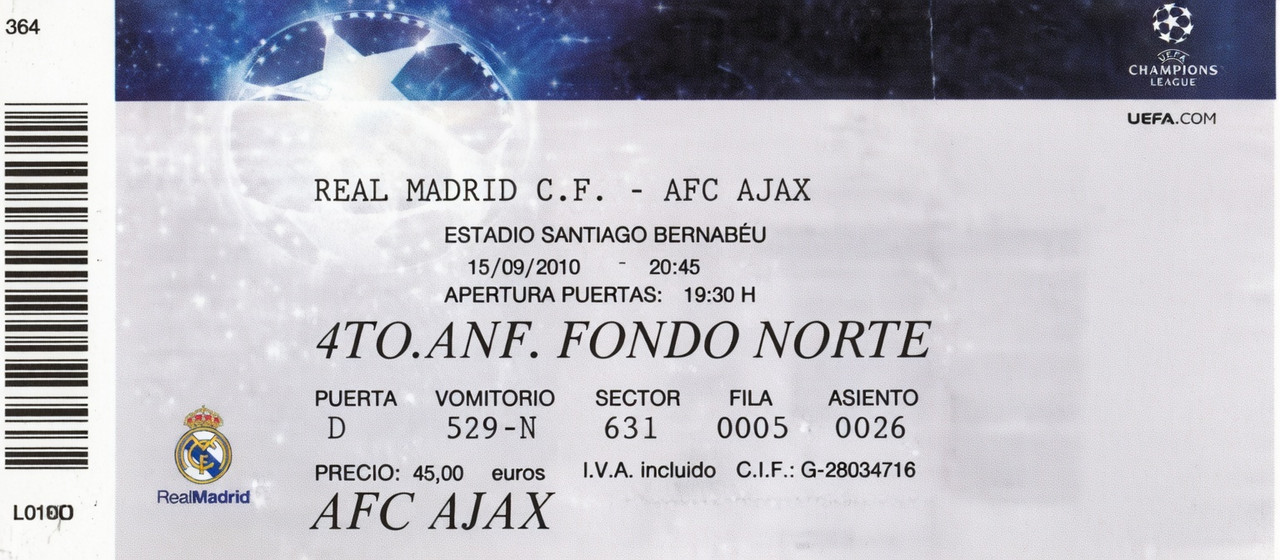 364
UEFA
CHAMPIONS
LEAGUE
UEFA.COM
REAL MADRID C.F. - AFC AJAX
ESTADIO SANTIAGO BERNABÉU
15/09/2010 - 20:45
APERTURA PUERTAS: 19:30 H
4TO.ANF. FONDO NORTE
PUERTA VOMITORIO SECTOR FILA ASIENTO
D 529-N 631 0005 0026
PRECIO: 45,00 euros I.V.A. incluido C.I.F.: G-28034716
RealMadrid
AFC AJAX